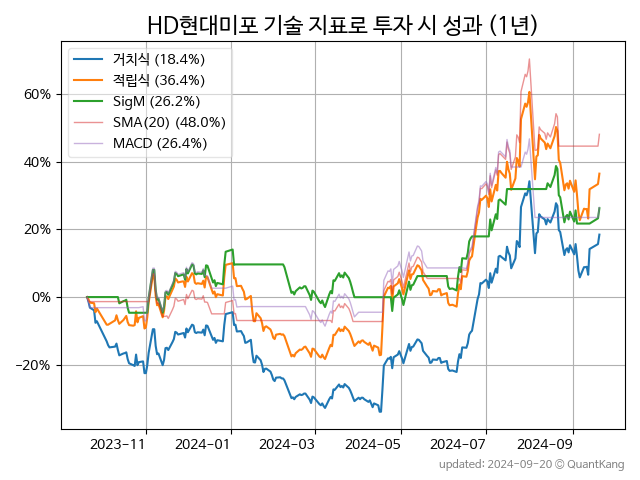 HD현대미포 기술 지표로 투자 시 성과 (1년)
거치식 (18.4%)
적립식 (36.4%)
SigM (26.2%)
SMA(20) (48.0%)
MACD (26.4%)
60%
40%
20%
0%
−20%
2023-11 2024-01 2024-03 2024-05 2024-07 2024-09
updated: 2024-09-20 © QuantKang